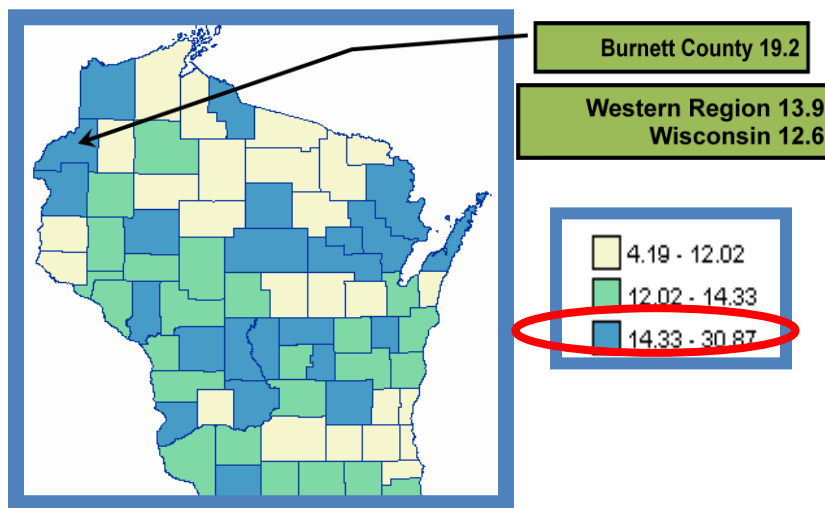 Burnett County 19.2
Western Region 13.9
Wisconsin 12.6
4.19 - 12.02
12.02 - 14.33
14.33 - 30.87